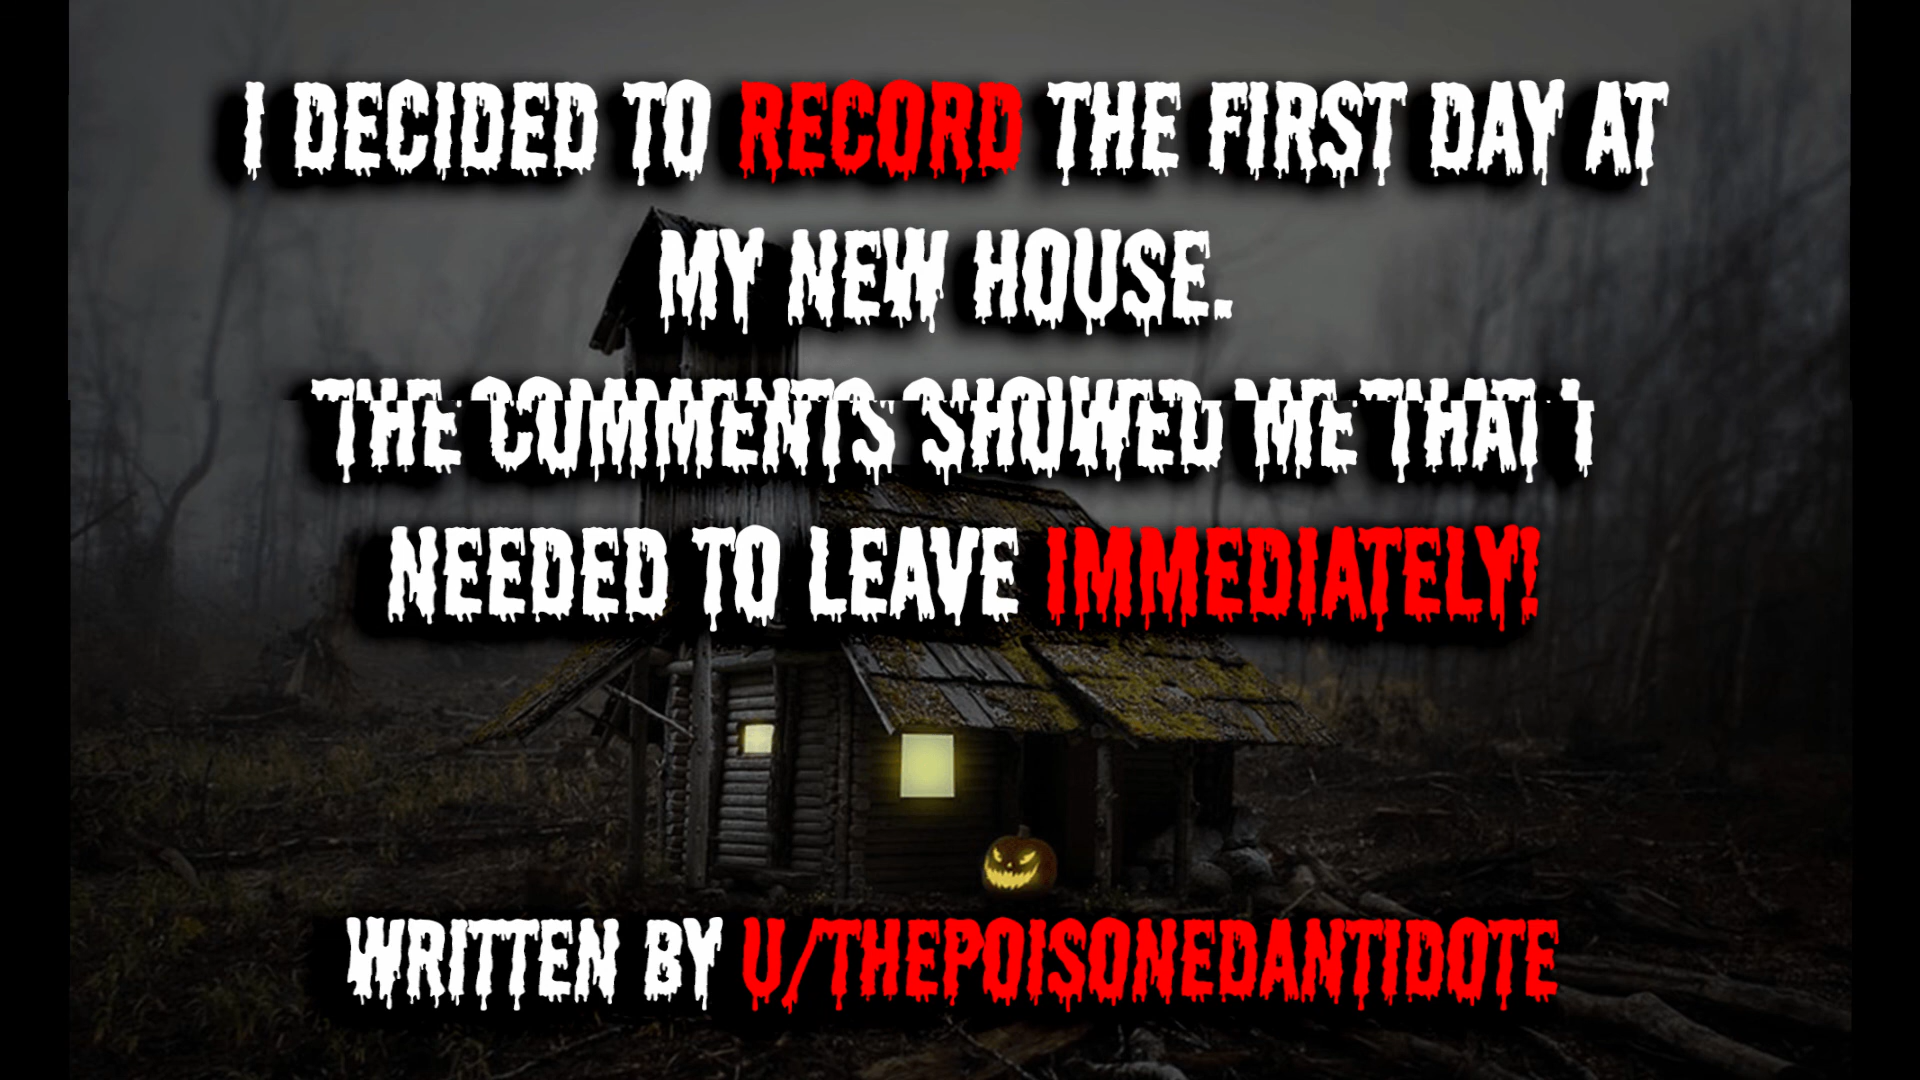 I DECIDED TO RECORD THE FIRST DAY AT
MY NEW HOUSE.
THE COMMENTS SHOWED ME THAT I
NEEDED TO LEAVE IMMEDIATELY!
WRITTEN BY U/THEPOISONEDANTIDOTE